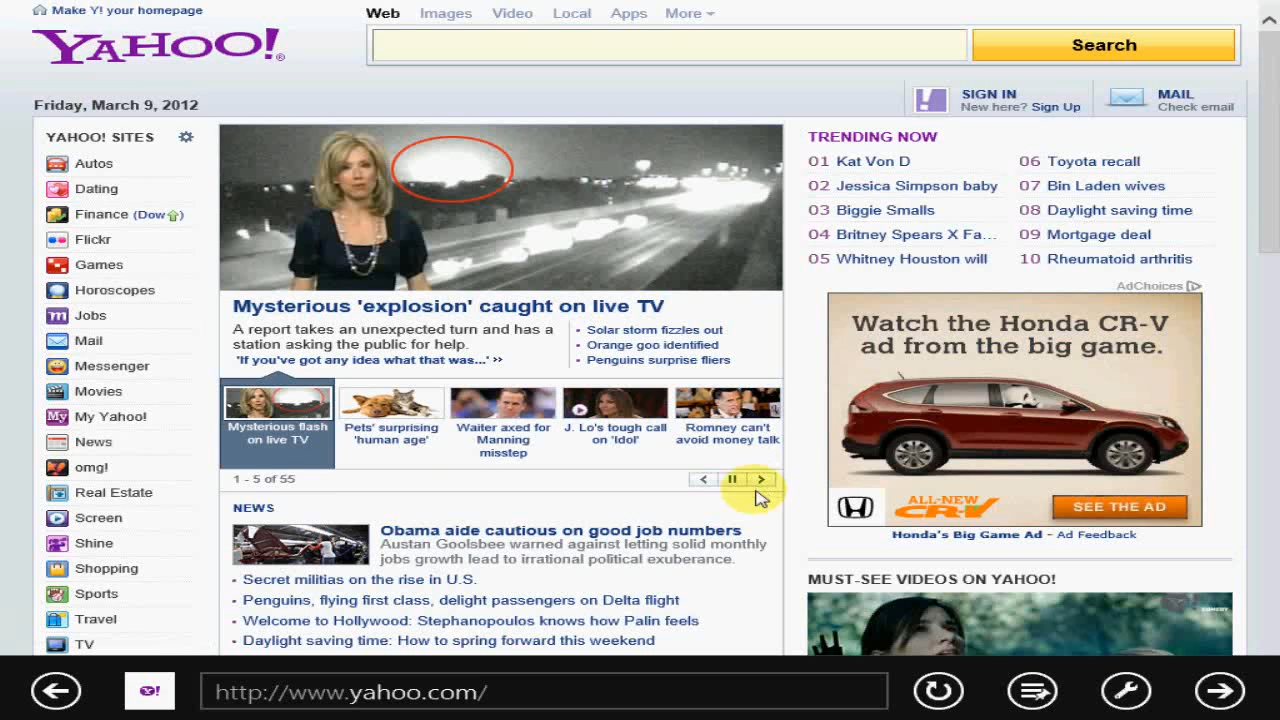 Make Y! your homepage
Web Images Video Local Apps More
YAHOO!®
Search
Friday, March 9, 2012
SIGN IN
New here? Sign Up
MAIL
Check email
YAHOO! SITES
Autos
Dating
Finance (Dow)
Flickr
Games
Horoscopes
Jobs
Mail
Messenger
Movies
My Yahoo!
News
omg!
Real Estate
Screen
Shine
Shopping
Sports
Travel
TV
Mysterious 'explosion' caught on live TV
A report takes an unexpected turn and has a
station asking the public for help.
'If you've got any idea what that was...' >>
• Solar storm fizzles out
• Orange goo identified
• Penguins surprise fliers
Mysterious flash
on live TV
Pets' surprising
'human age'
Waiter axed for
Manning
misstep
J. Lo's tough call
on 'Idol'
Romney can't
avoid money talk
1 - 5 of 55
NEWS
Obama aide cautious on good job numbers
Austan Goolsbee warned against letting solid monthly
jobs growth lead to irrational political exuberance.
• Secret militias on the rise in U.S.
• Penguins, flying first class, delight passengers on Delta flight
• Welcome to Hollywood: Stephanopoulos knows how Palin feels
• Daylight saving time: How to spring forward this weekend
TRENDING NOW
01 Kat Von D
02 Jessica Simpson baby
03 Biggie Smalls
04 Britney Spears X Fa...
05 Whitney Houston will
06 Toyota recall
07 Bin Laden wives
08 Daylight saving time
09 Mortgage deal
10 Rheumatoid arthritis
AdChoices
Watch the Honda CR-V
ad from the big game.
ALL-NEW
CR-V
SEE THE AD
Honda's Big Game Ad - Ad Feedback
MUST-SEE VIDEOS ON YAHOO!
COMEDY
Y!
http://www.yahoo.com/